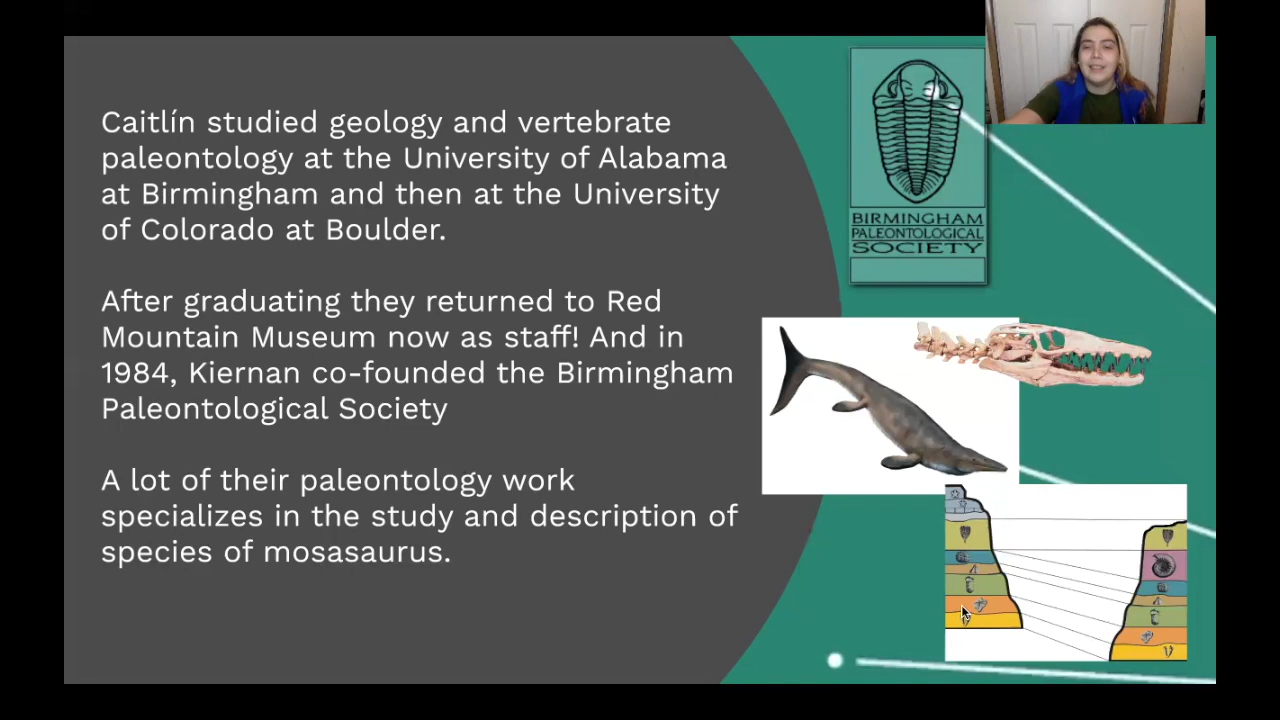 Caitlín studied geology and vertebrate
paleontology at the University of Alabama
at Birmingham and then at the University
of Colorado at Boulder.
After graduating they returned to Red
Mountain Museum now as staff! And in
1984, Kiernan co-founded the Birmingham
Paleontological Society
A lot of their paleontology work
specializes in the study and description of
species of mosasaurus.
BIRMINGHAM
PALEONTOLOGICAL
SOCIETY